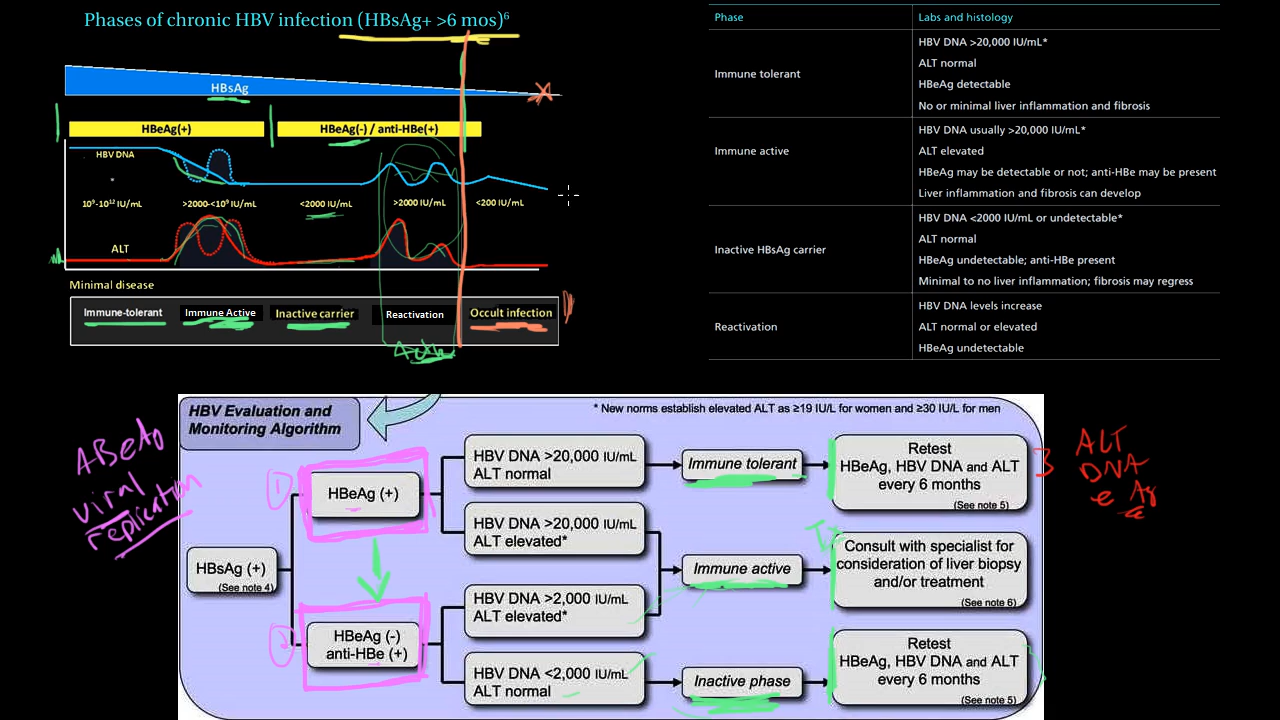 Phases of chronic HBV infection (HBsAg+ >6 mos)⁶
HBsAg
HBeAg(+)
HBeAg(-) / anti-HBe(+)
HBV DNA
10⁹-10¹² IU/mL
>2000-<10⁹ IU/mL
<2000 IU/mL
>2000 IU/mL
<200 IU/mL
ALT
Minimal disease
Immune-tolerant
Immune Active
Inactive carrier
Reactivation
Occult infection
Phase
Labs and histology
Immune tolerant
HBV DNA >20,000 IU/mL*
ALT normal
HBeAg detectable
No or minimal liver inflammation and fibrosis
Immune active
HBV DNA usually >20,000 IU/mL*
ALT elevated
HBeAg may be detectable or not; anti-HBe may be present
Liver inflammation and fibrosis can develop
Inactive HBsAg carrier
HBV DNA <2000 IU/mL or undetectable*
ALT normal
HBeAg undetectable; anti-HBe present
Minimal to no liver inflammation; fibrosis may regress
Reactivation
HBV DNA levels increase
ALT normal or elevated
HBeAg undetectable
HBV Evaluation and
Monitoring Algorithm
* New norms establish elevated ALT as ≥19 IU/L for women and ≥30 IU/L for men
viral
replication
HBsAg (+)
(See note 4)
1
HBeAg (+)
2
HBeAg (-)
anti-HBe (+)
HBV DNA >20,000 IU/mL
ALT normal
HBV DNA >20,000 IU/mL
ALT elevated*
HBV DNA >2,000 IU/mL
ALT elevated*
HBV DNA <2,000 IU/mL
ALT normal
Immune tolerant
Immune active
Inactive phase
Retest
HBeAg, HBV DNA and ALT
every 6 months
(See note 5)
Consult with specialist for
consideration of liver biopsy
and/or treatment
(See note 6)
Retest
HBeAg, HBV DNA and ALT
every 6 months
(See note 5)
ALT
DNA
e Ag